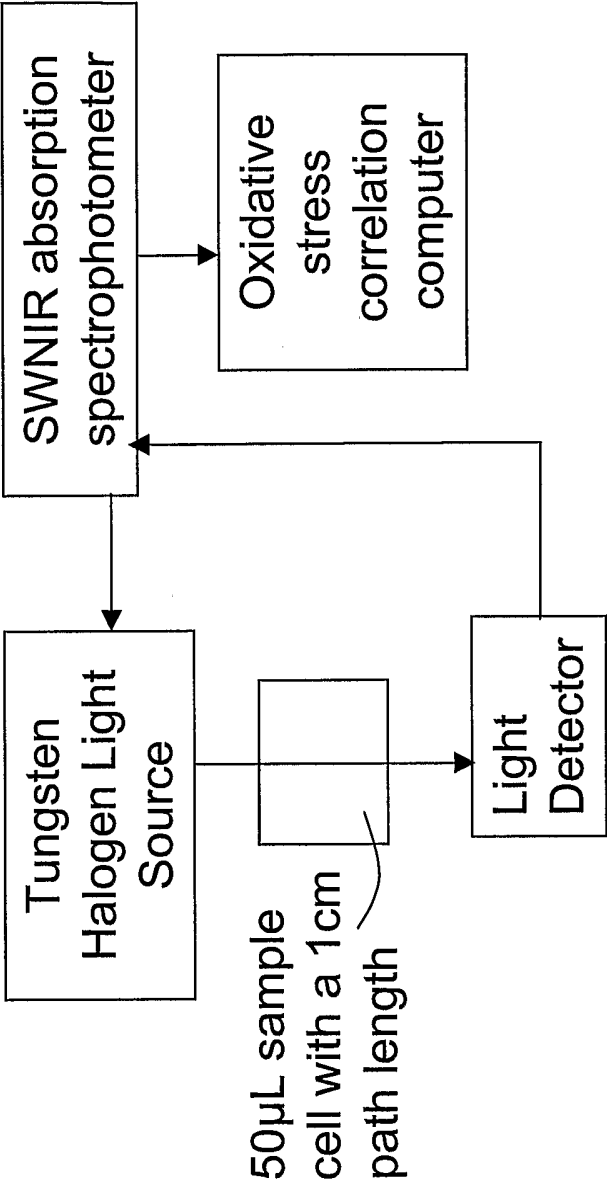 Tungsten
Halogen Light
Source
SWNIR absorption
spectrophotometer
50µL sample
cell with a 1cm
path length
Oxidative
stress
correlation
computer
Light
Detector